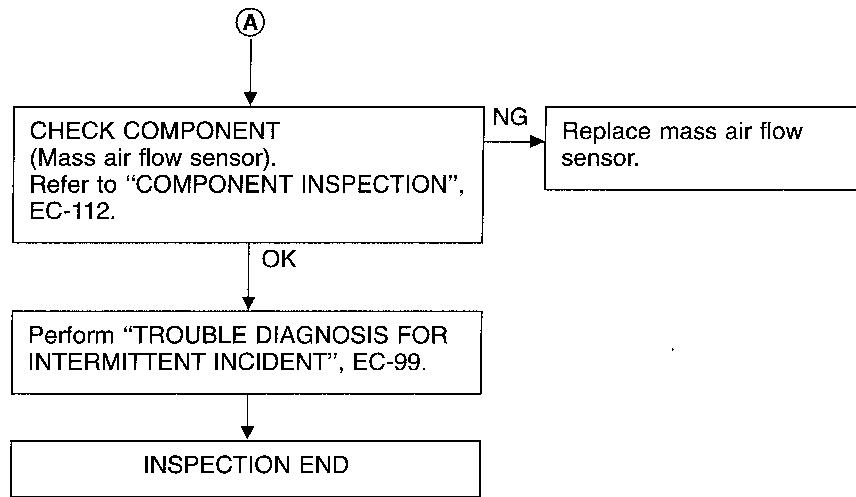 A
CHECK COMPONENT
(Mass air flow sensor).
Refer to “COMPONENT INSPECTION”,
EC-112.
NG
Replace mass air flow
sensor.
OK
Perform “TROUBLE DIAGNOSIS FOR
INTERMITTENT INCIDENT”, EC-99.
INSPECTION END